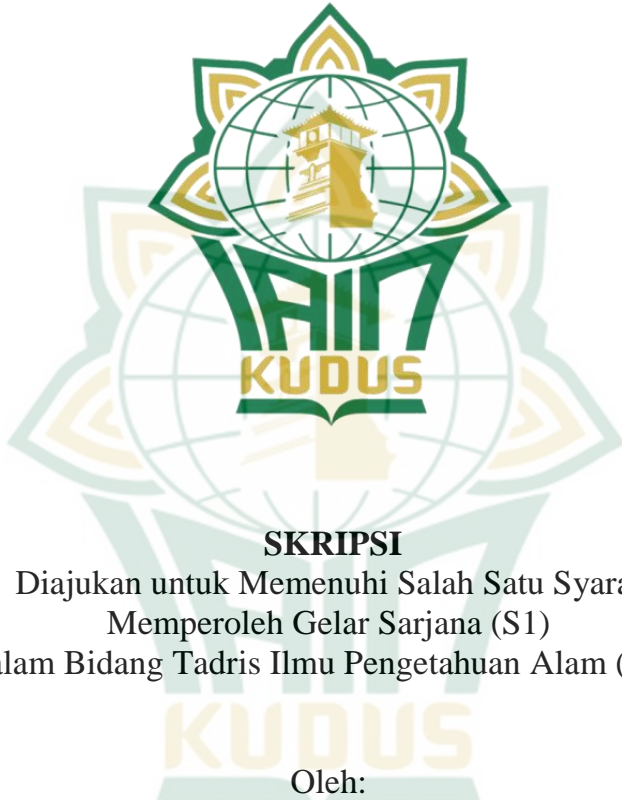 IAIN
KUDUS
SKRIPSI
Diajukan untuk Memenuhi Salah Satu Syara
Memperoleh Gelar Sarjana (S1)
alam Bidang Tadris Ilmu Pengetahuan Alam (
KUDUS
Oleh: